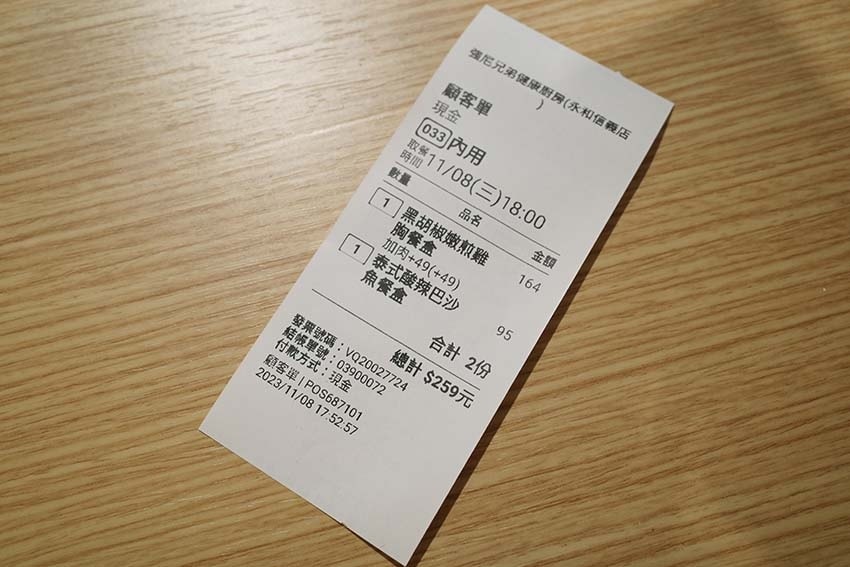 強尼兄弟健康廚房(永和信義店
)
顧客單
現金
033 內用
取餐時間 11/08(三)18:00
數量 品名 金額
1 黑胡椒嫩煎雞 164
胸餐盒
加肉+49(+49)
1 泰式酸辣巴沙 95
魚餐盒
合計 2份
總計 $259元
發票號碼：VQ20027724
結帳單號：03900072
付款方式：現金
顧客單 | POS687101
2023/11/08 17:52:57